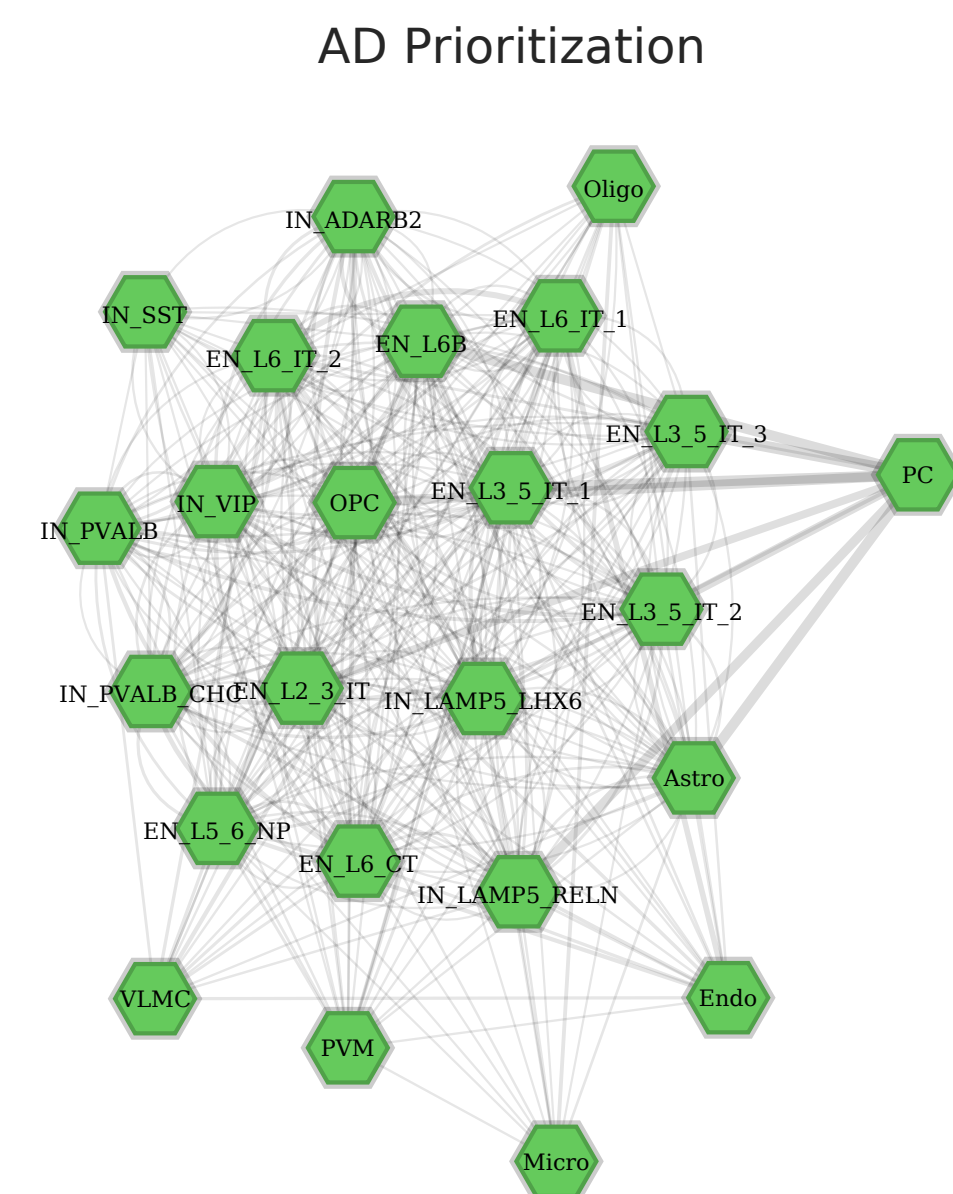 AD Prioritization
Oligo
IN_ADARB2
IN_SST
EN_L6_IT_1
EN_L6B
EN_L6_IT_2
EN_L3_5_IT_3
PC
EN_L3_5_IT_1
IN_VIP
OPC
IN_PVALB
EN_L3_5_IT_2
IN_PVALB_CHC
EN_L2_3_IT
IN_LAMP5_LHX6
Astro
EN_L5_6_NP
EN_L6_CT
IN_LAMP5_RELN
VLMC
Endo
PVM
Micro